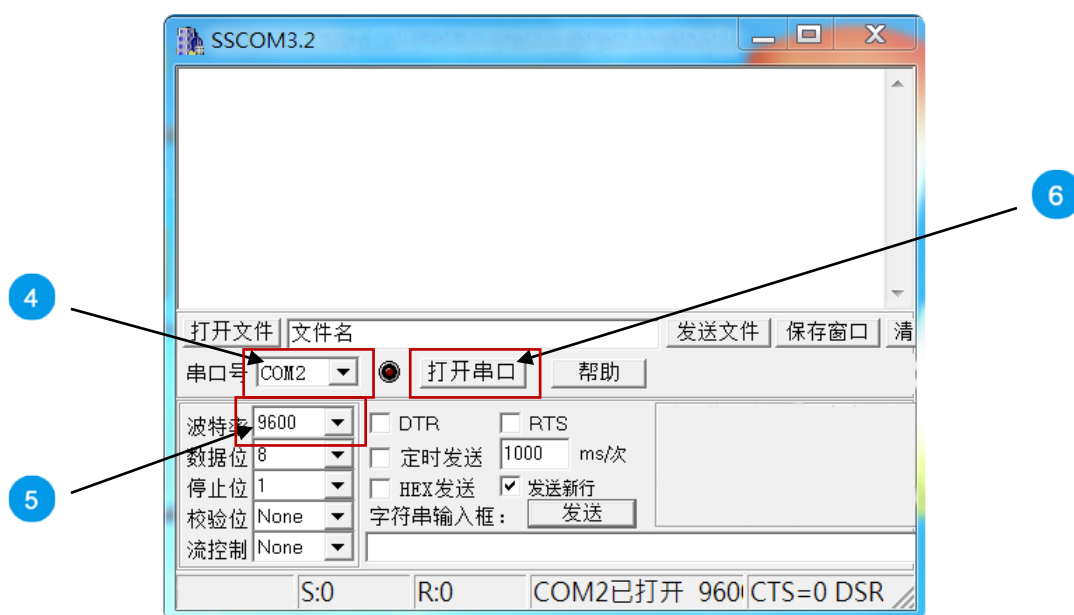 SSCOM3.2
6
4
打开文件 文件名 发送文件 保存窗口 清
串口号 COM2 打开串口 帮助
波特率 9600 DTR RTS
数据位 8 定时发送 1000 ms/次
5
停止位 1 HEX发送 发送新行
校验位 None 字符串输入框： 发送
流控制 None
S:0 R:0 COM2已打开 960 CTS=0 DSR